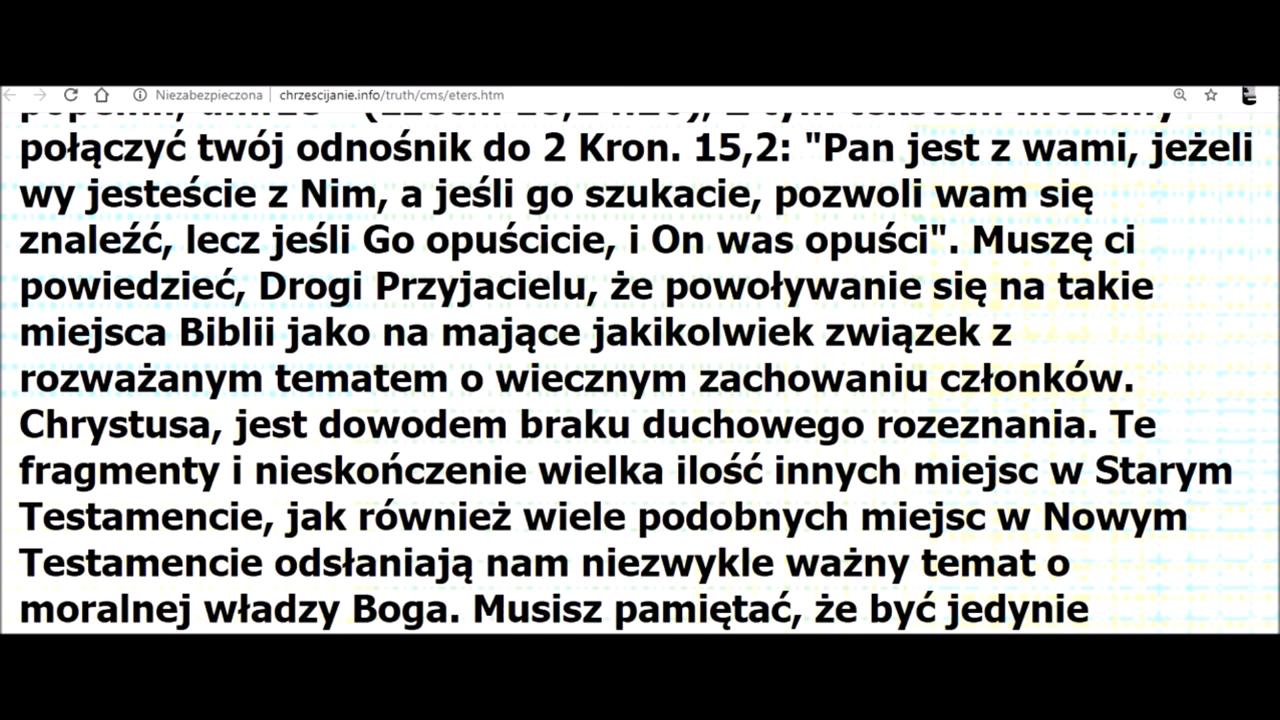 Niezabezpieczona | chrzescijanie.info/truth/cms/eters.htm
połączyć twój odnośnik do 2 Kron. 15,2: "Pan jest z wami, jeżeli
wy jesteście z Nim, a jeśli go szukacie, pozwoli wam się
znaleźć, lecz jeśli Go opuścicie, i On was opuści". Muszę ci
powiedzieć, Drogi Przyjacielu, że powoływanie się na takie
miejsca Biblii jako na mające jakikolwiek związek z
rozważanym tematem o wiecznym zachowaniu członków.
Chrystusa, jest dowodem braku duchowego rozeznania. Te
fragmenty i nieskończenie wielka ilość innych miejsc w Starym
Testamencie, jak również wiele podobnych miejsc w Nowym
Testamencie odsłaniają nam niezwykle ważny temat o
moralnej władzy Boga. Musisz pamiętać, że być jedynie